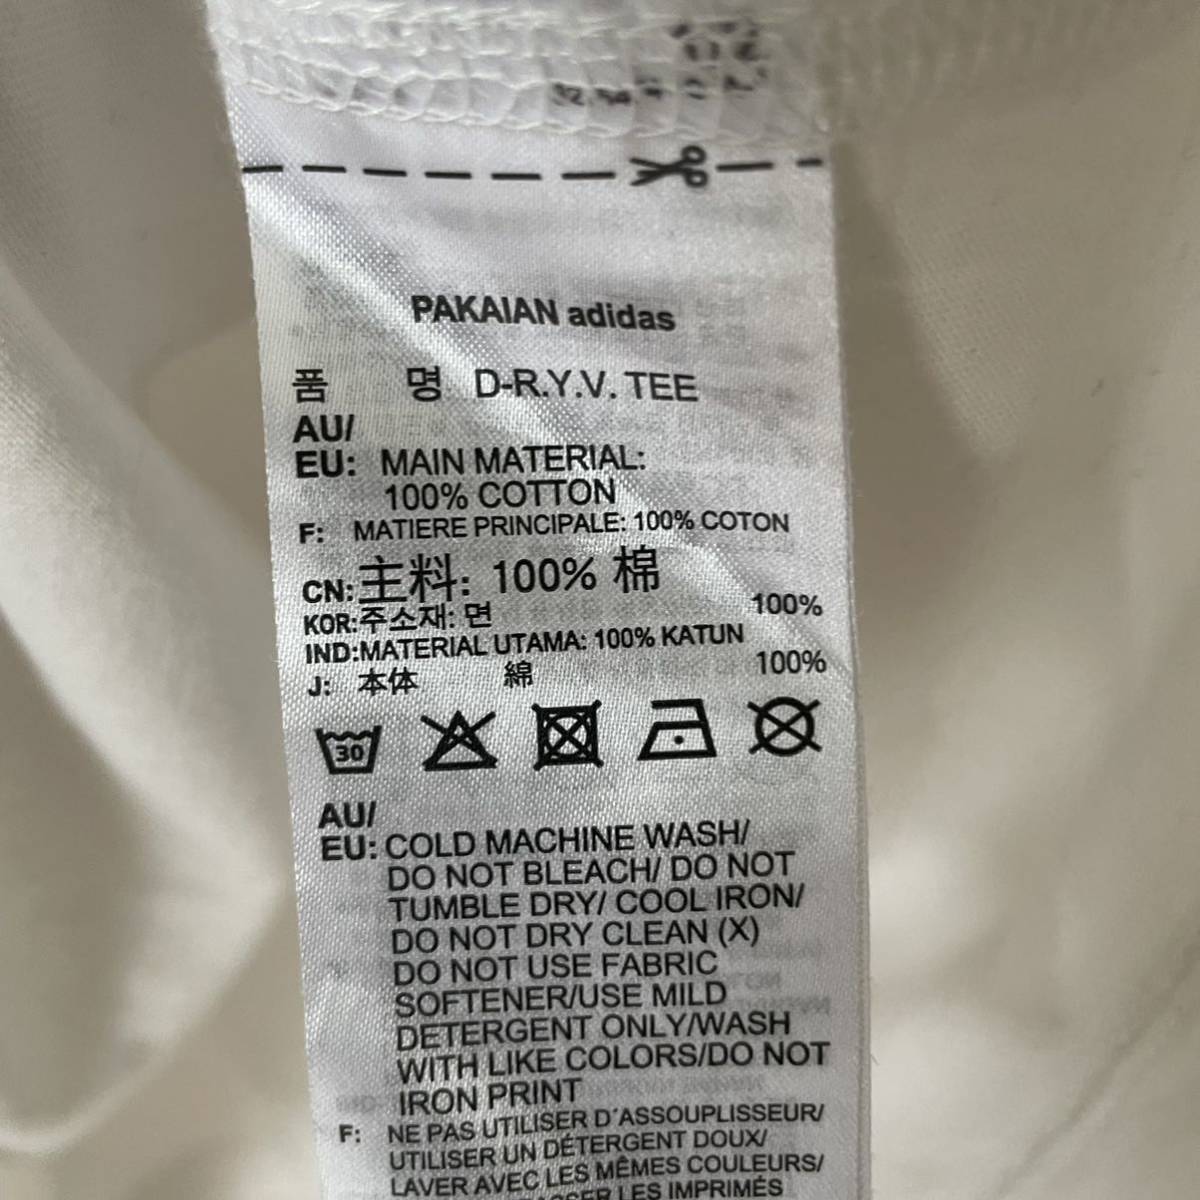 PAKAIAN adidas
품 명 D-R.Y.V. TEE
AU/
EU: MAIN MATERIAL:
100% COTTON
F: MATIERE PRINCIPALE: 100% COTON
CN: 主料: 100% 棉
KOR: 주소재: 면 100%
IND: MATERIAL UTAMA: 100% KATUN
J: 本体 綿 100%
30
AU/
EU: COLD MACHINE WASH/
DO NOT BLEACH/ DO NOT
TUMBLE DRY/ COOL IRON/
DO NOT DRY CLEAN (X)
DO NOT USE FABRIC
SOFTENER/USE MILD
DETERGENT ONLY/WASH
WITH LIKE COLORS/DO NOT
IRON PRINT
F: NE PAS UTILISER D'ASSOUPLISSEUR/
UTILISER UN DÉTERGENT DOUX/
LAVER AVEC LES MÊMES COULEURS/
LES IMPRIMÉS